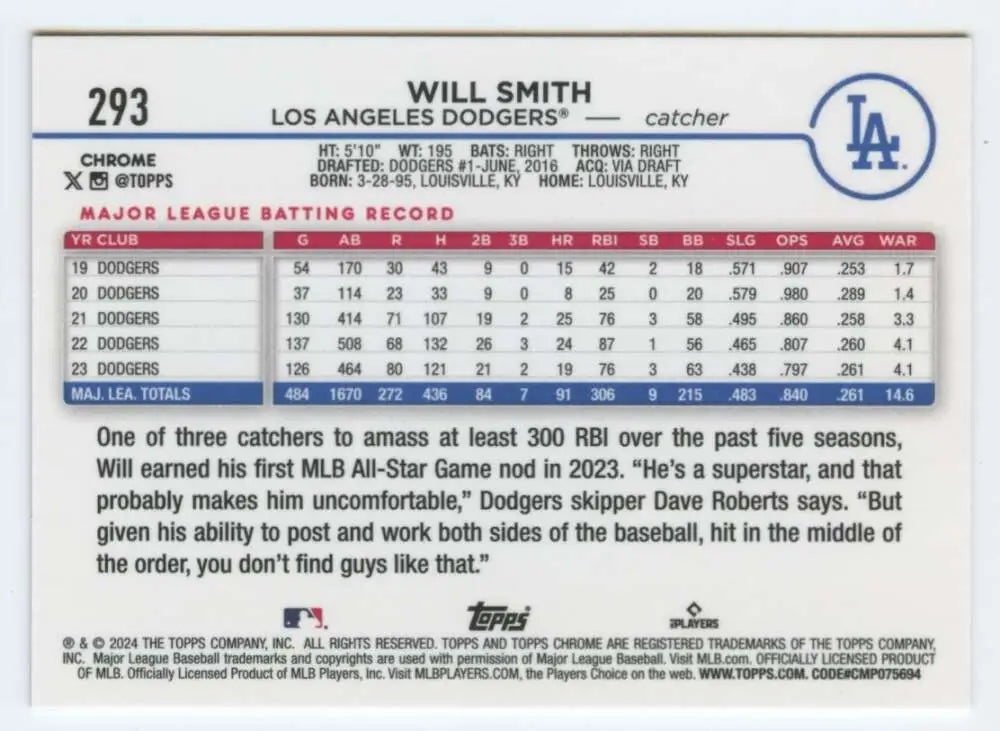 293
WILL SMITH
LOS ANGELES DODGERS® — catcher
LA
CHROME
X @TOPPS
HT: 5'10" WT: 195 BATS: RIGHT THROWS: RIGHT
DRAFTED: DODGERS #1-JUNE, 2016 ACQ: VIA DRAFT
BORN: 3-28-95, LOUISVILLE, KY HOME: LOUISVILLE, KY
MAJOR LEAGUE BATTING RECORD
YR CLUB G AB R H 2B 3B HR RBI SB BB SLG OPS AVG WAR
19 DODGERS 54 170 30 43 9 0 15 42 2 18 .571 .907 .253 1.7
20 DODGERS 37 114 23 33 9 0 8 25 0 20 .579 .980 .289 1.4
21 DODGERS 130 414 71 107 19 2 25 76 3 58 .495 .860 .258 3.3
22 DODGERS 137 508 68 132 26 3 24 87 1 56 .465 .807 .260 4.1
23 DODGERS 126 464 80 121 21 2 19 76 3 63 .438 .797 .261 4.1
MAJ. LEA. TOTALS 484 1670 272 436 84 7 91 306 9 215 .483 .840 .261 14.6
One of three catchers to amass at least 300 RBI over the past five seasons,
Will earned his first MLB All-Star Game nod in 2023. “He’s a superstar, and that
probably makes him uncomfortable,” Dodgers skipper Dave Roberts says. “But
given his ability to post and work both sides of the baseball, hit in the middle of
the order, you don’t find guys like that.”
Topps
PLAYERS
® & © 2024 THE TOPPS COMPANY, INC. ALL RIGHTS RESERVED. TOPPS AND TOPPS CHROME ARE REGISTERED TRADEMARKS OF THE TOPPS COMPANY,
INC. Major League Baseball trademarks and copyrights are used with permission of Major League Baseball. Visit MLB.com. OFFICIALLY LICENSED PRODUCT
OF MLB. Officially Licensed Product of MLB Players, Inc. Visit MLBPLAYERS.COM, the Players Choice on the web. WWW.TOPPS.COM. CODE#CMP075694